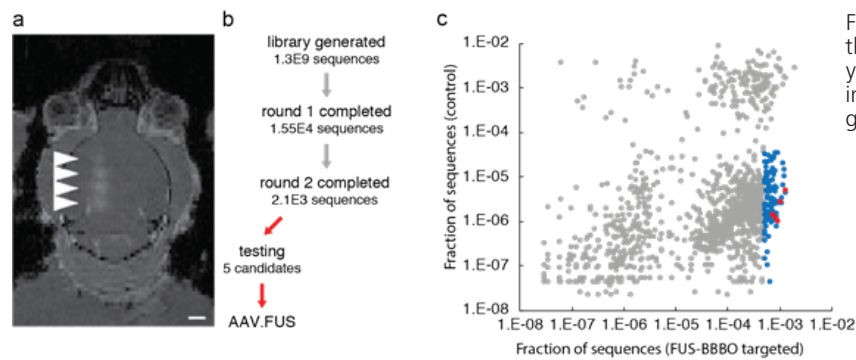 a
b
c
library generated
1.3E9 sequences
round 1 completed
1.55E4 sequences
round 2 completed
2.1E3 sequences
testing
5 candidates
AAV.FUS
Fraction of sequences (control)
1.E-02
1.E-03
1.E-04
1.E-05
1.E-06
1.E-07
1.E-08
1.E-08 1.E-07 1.E-06 1.E-05 1.E-04 1.E-03 1.E-02
Fraction of sequences (FUS-BBBO targeted)
F
th
y
in
g